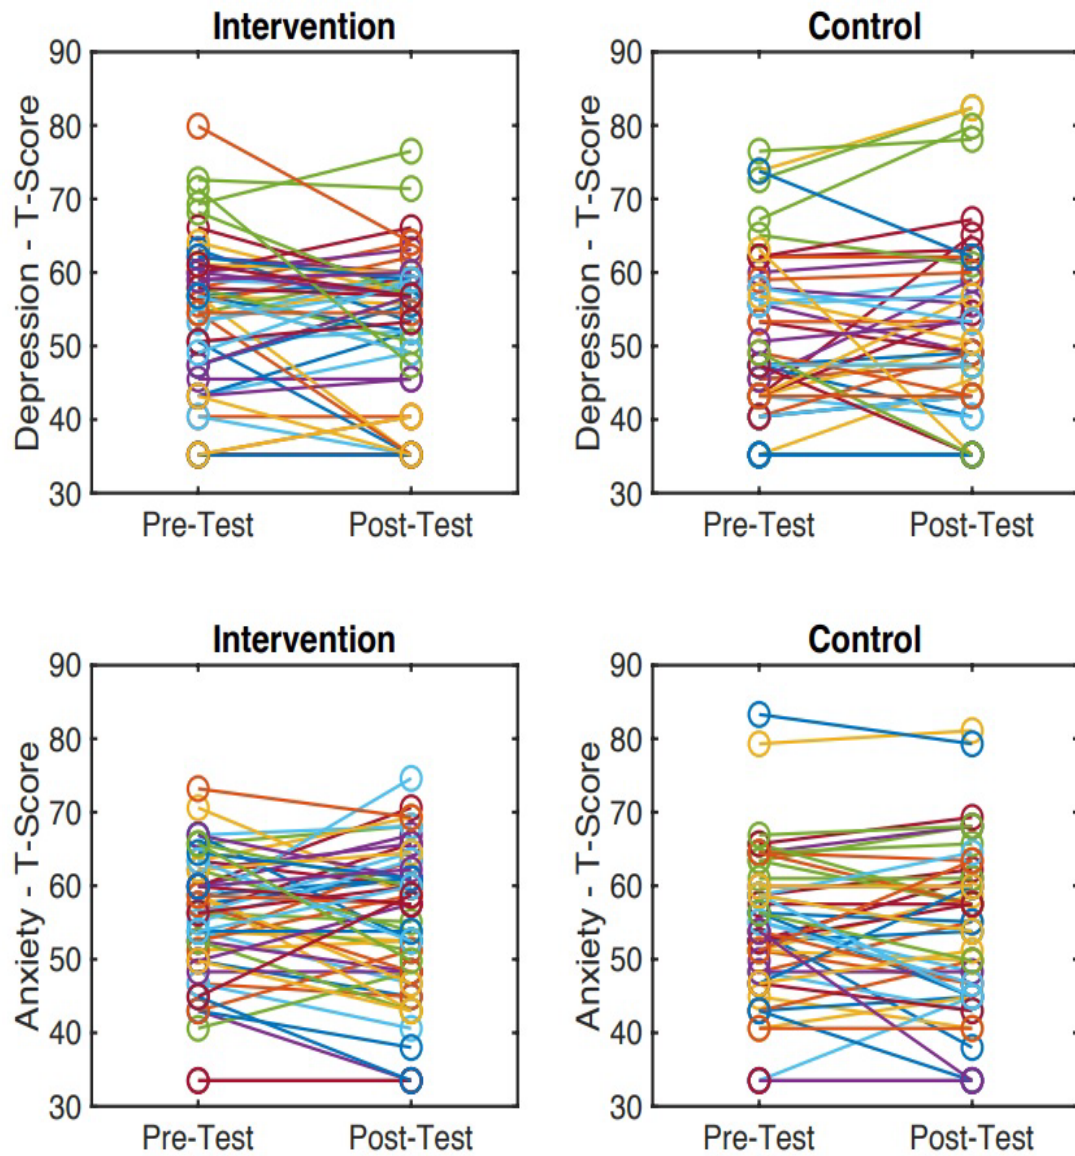 Intervention
Control
Depression - T-Score
90
80
70
60
50
40
30
Pre-Test
Post-Test
Depression - T-Score
90
80
70
60
50
40
30
Pre-Test
Post-Test
Intervention
Control
Anxiety - T-Score
90
80
70
60
50
40
30
Pre-Test
Post-Test
Anxiety - T-Score
90
80
70
60
50
40
30
Pre-Test
Post-Test